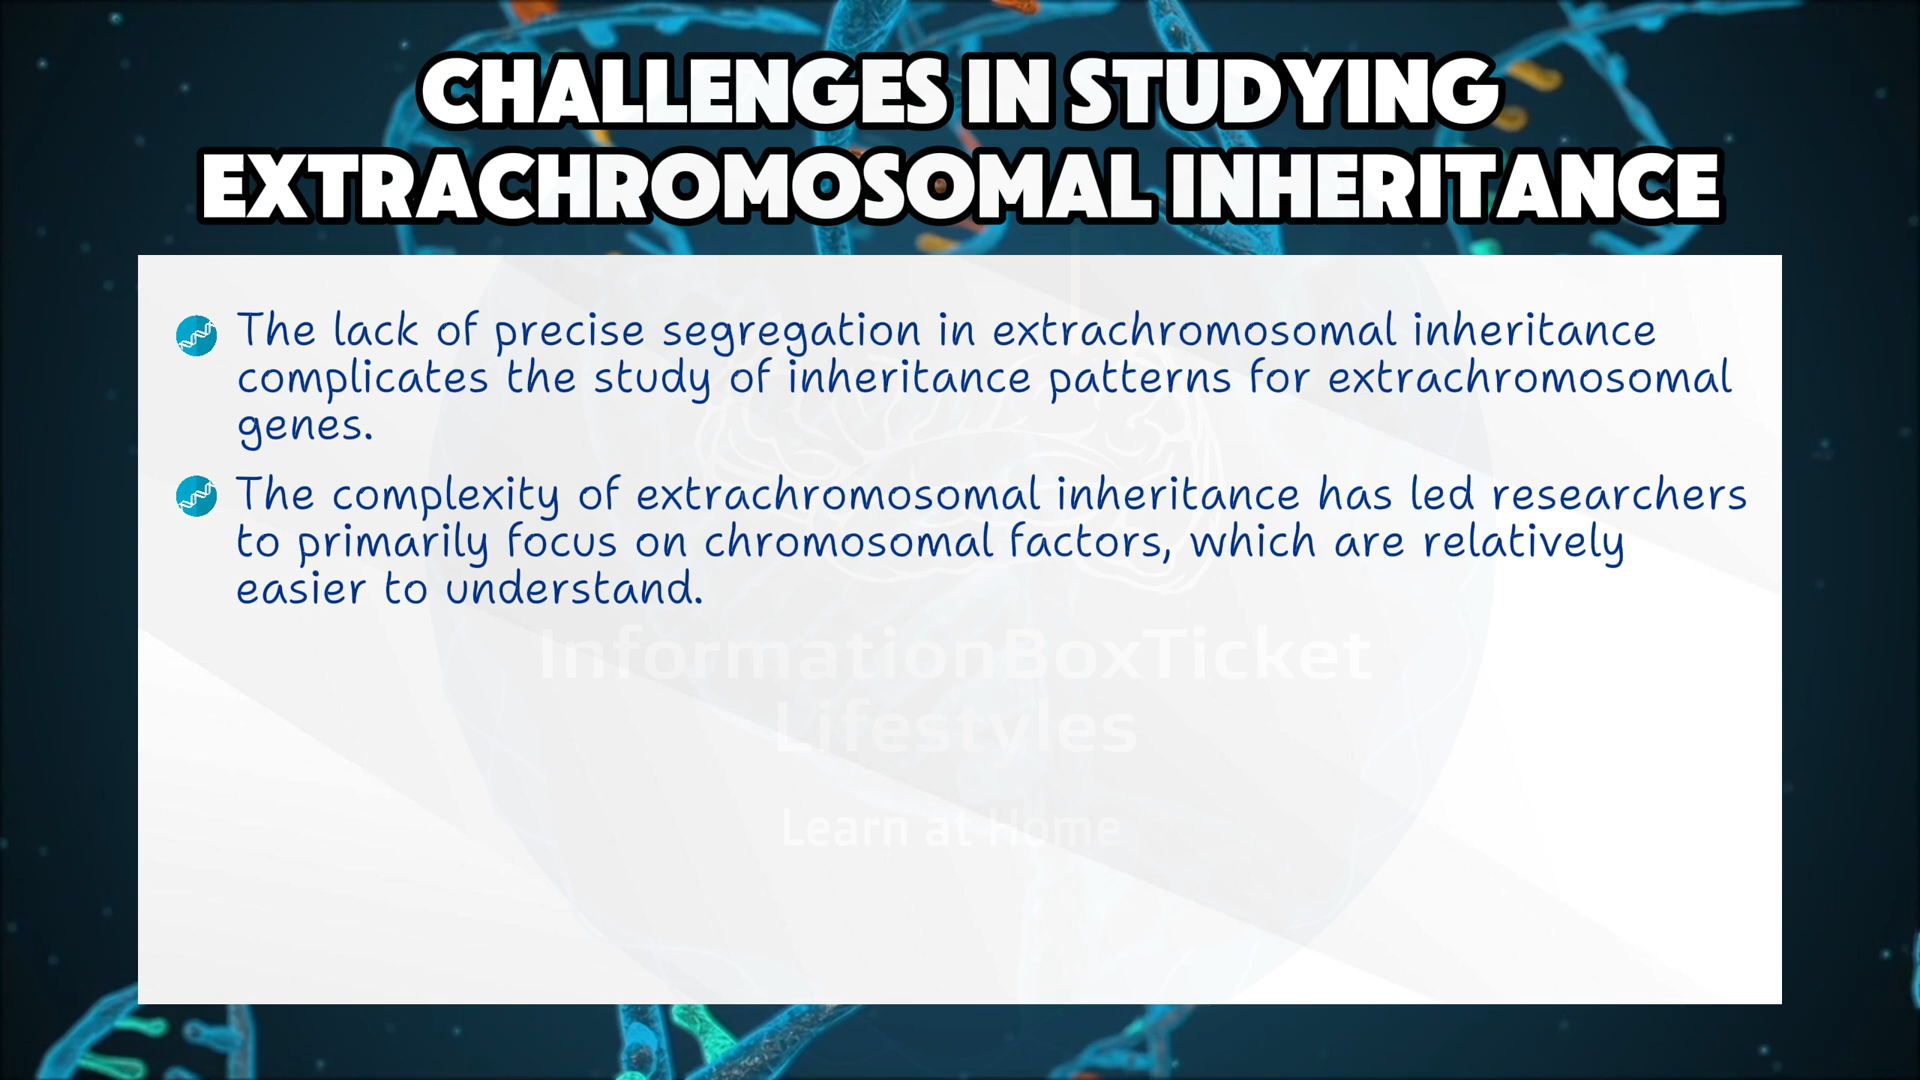 CHALLENGES IN STUDYING
EXTRACHROMOSOMAL INHERITANCE
The lack of precise segregation in extrachromosomal inheritance
complicates the study of inheritance patterns for extrachromosomal
genes.
The complexity of extrachromosomal inheritance has led researchers
to primarily focus on chromosomal factors, which are relatively
easier to understand.
InformationBoxTicket
Lifestyles
Learn at Home